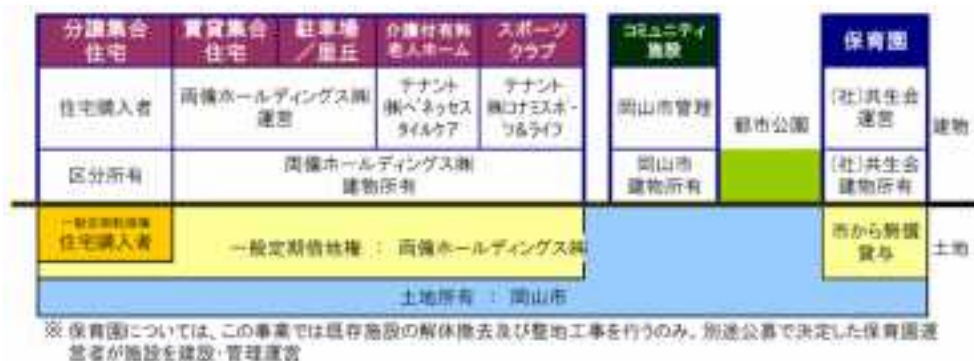 分譲集合
住宅
賃貸集合
住宅
駐車場
介護付有料
老人ホーム
スポーツ
クラブ
コミュニティ
施設
保育園
住宅購入者
両備ホールディングス㈱
運営
テナント
㈱ベネッセス
タイルケア
テナント
㈱コナミスポー
ツ&ライフ
岡山市管理
都市公園
(社)共生会
運営
建物
区分所有
両備ホールディングス㈱
建物所有
岡山市
建物所有
(社)共生会
建物所有
住宅購入者
一般定期借地権 : 両備ホールディングス㈱
市から無償
貸与
土地
土地所有 : 岡山市
※ 保育園については、この事業では既存施設の解体撤去及び整地工事を行うのみ。別途公募で決定した保育園運
営者が施設を建設・管理運営